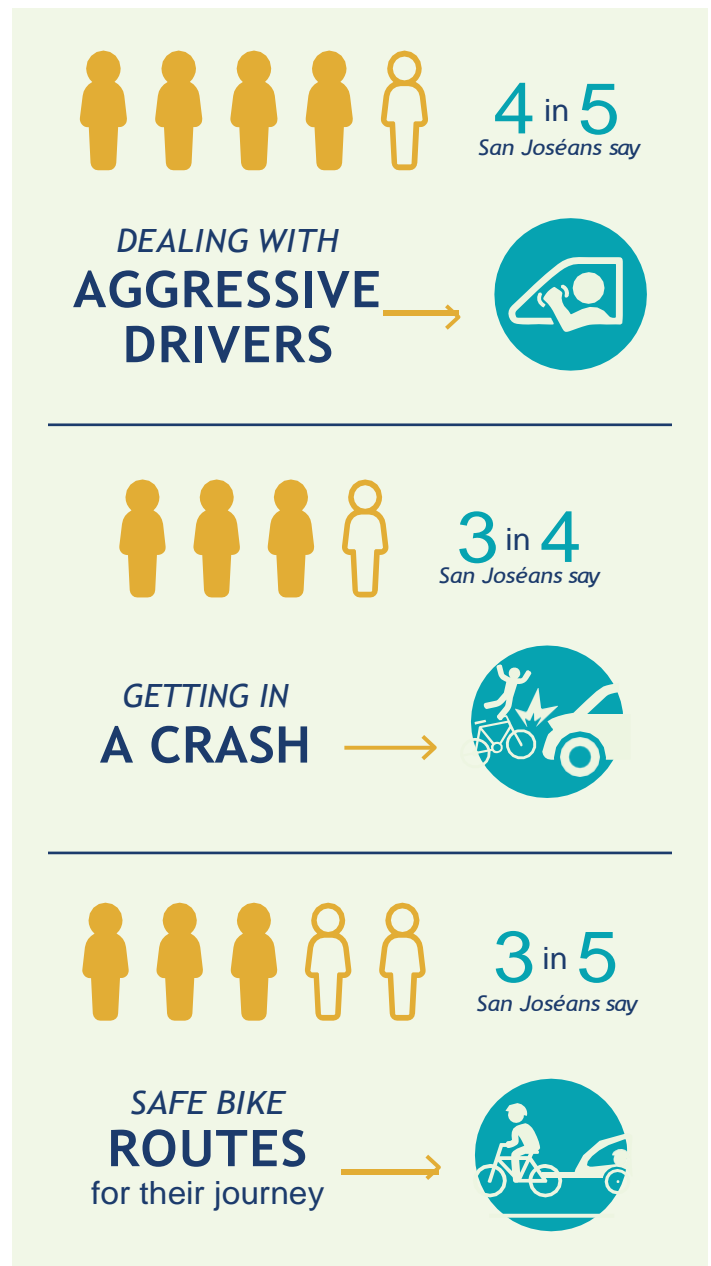 4 in 5
San Joséans say
DEALING WITH
AGGRESSIVE
DRIVERS
3 in 4
San Joséans say
GETTING IN
A CRASH
3 in 5
San Joséans say
SAFE BIKE
ROUTES
for their journey